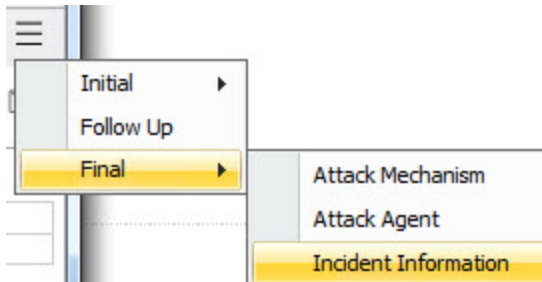 Initial
Follow Up
Final
Attack Mechanism
Attack Agent
Incident Information